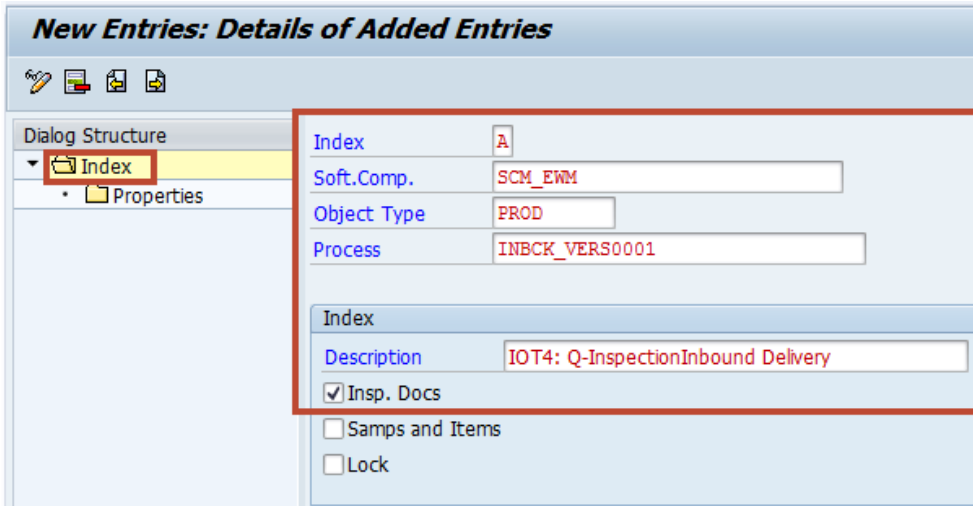 New Entries: Details of Added Entries
Dialog Structure
Index
Properties
Index A
Soft.Comp. SCM_EWM
Object Type PROD
Process INBCK_VERS0001
Index
Description IOT4: Q-InspectionInbound Delivery
Insp. Docs
Samps and Items
Lock